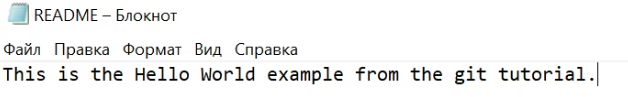 README – Блокнот
Файл Правка Формат Вид Справка
This is the Hello World example from the git tutorial.